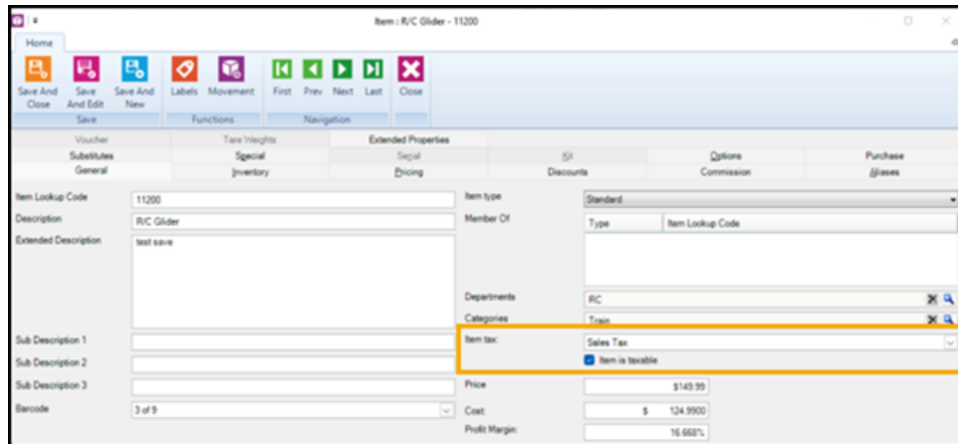 Item : R/C Glider - 11200
Home
Save And Close
Save And Edit
Save And New
Labels
Movement
First
Prev
Next
Last
Close
Save
Functions
Navigation
Voucher
Tare Weights
Extended Properties
Substitutes
Special
Serial
Kit
Options
Purchase
General
Inventory
Pricing
Discounts
Commission
Aliases
Item Lookup Code
11200
Item type
Standard
Description
R/C Glider
Member Of
Type
Item Lookup Code
Extended Description
test save
Departments
RC
Categories
Train
Sub Description 1
Item tax:
Sales Tax
Sub Description 2
Item is taxable
Sub Description 3
Price
$149.99
Barcode
3 of 9
Cost:
$ 124.9900
Profit Margin:
16.668%